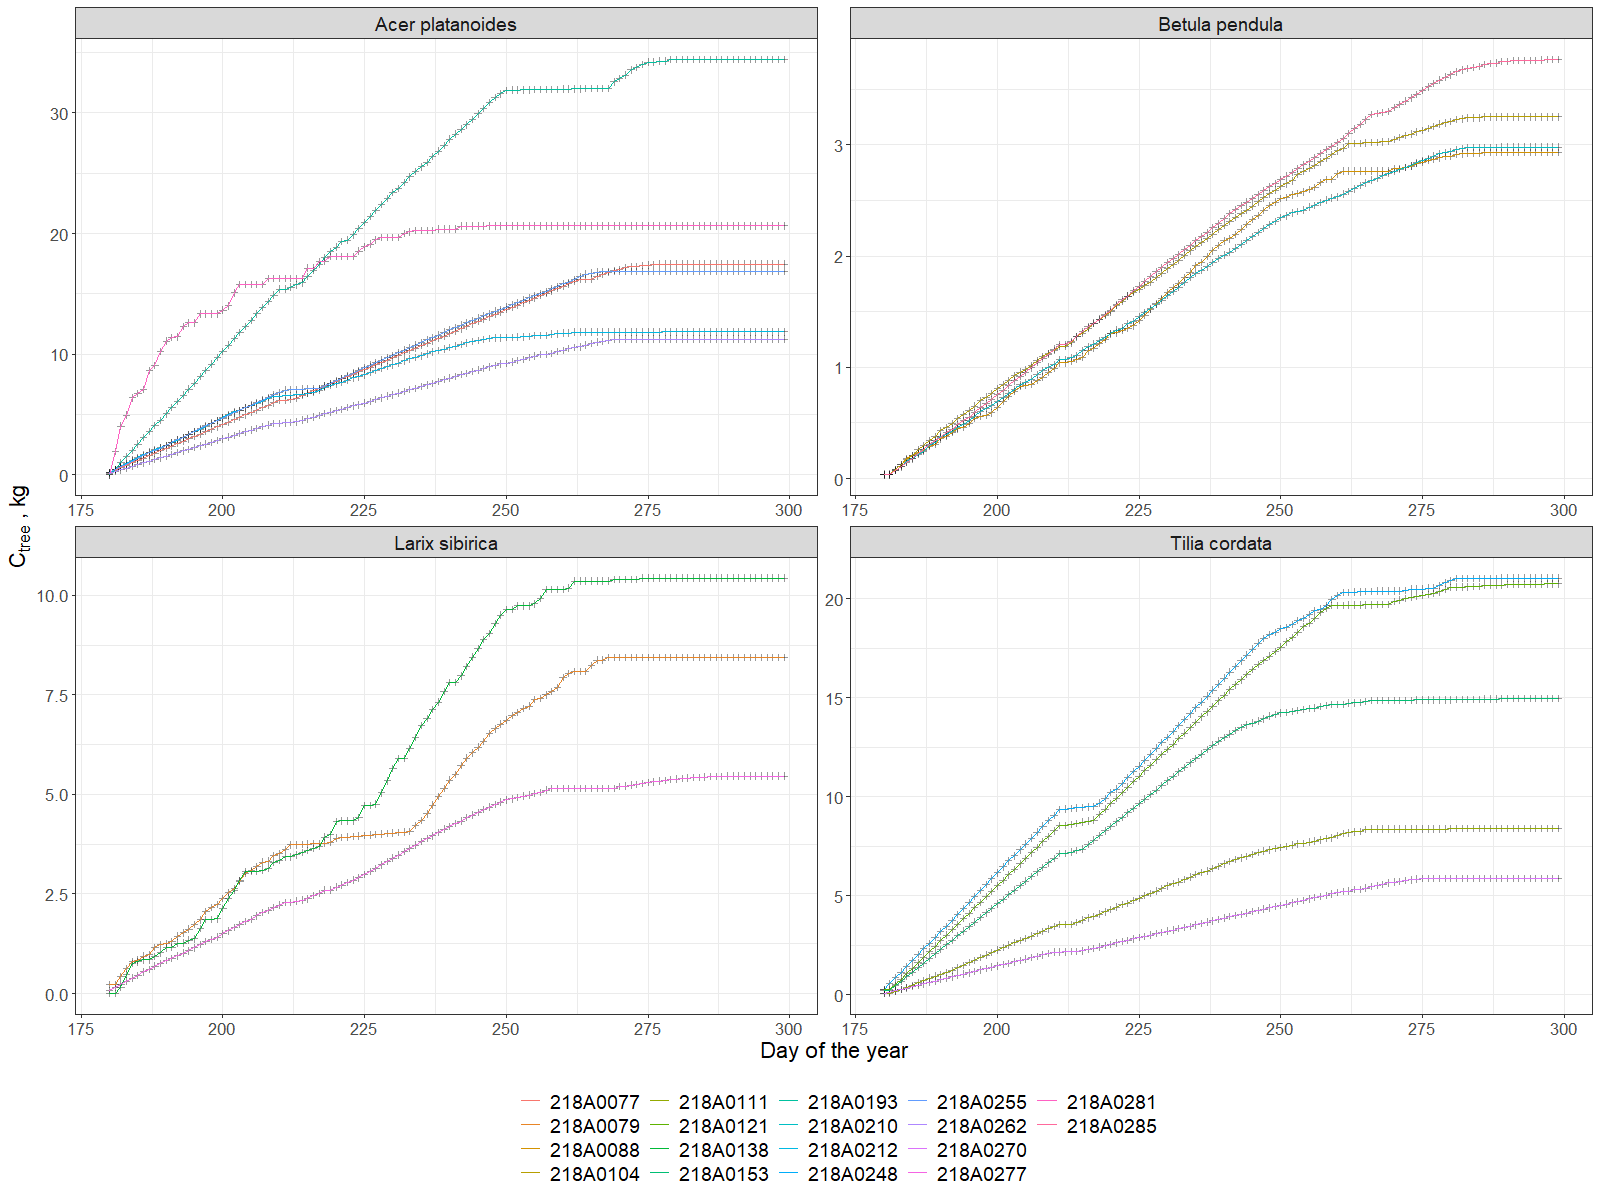 Acer platanoides
Betula pendula
30
20
10
0
175 200 225 250 275 300
3
2
1
0
175 200 225 250 275 300
C tree , kg
Larix sibirica
Tilia cordata
10.0
7.5
5.0
2.5
0.0
175 200 225 250 275 300
20
15
10
5
0
175 200 225 250 275 300
Day of the year
218A0077 218A0111 218A0193 218A0255 218A0281
218A0079 218A0121 218A0210 218A0262 218A0285
218A0088 218A0138 218A0212 218A0270
218A0104 218A0153 218A0248 218A0277